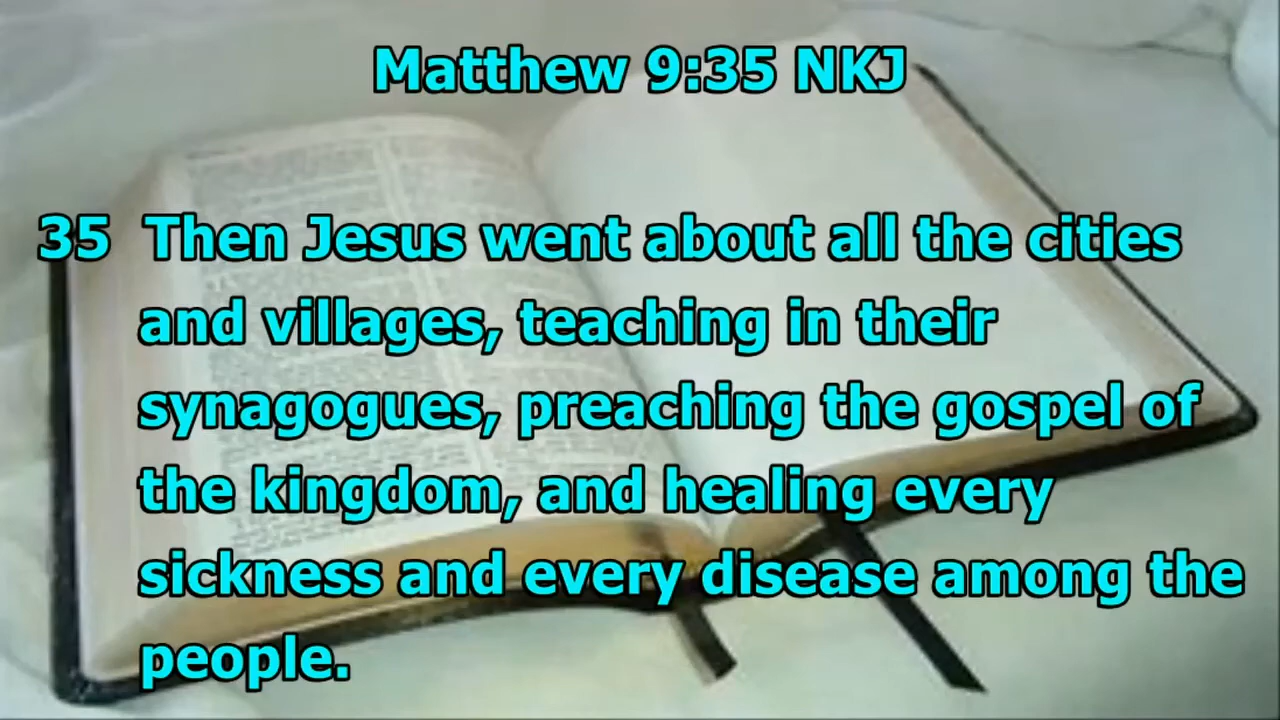 Matthew 9:35 NKJ
35 Then Jesus went about all the cities
and villages, teaching in their
synagogues, preaching the gospel of
the kingdom, and healing every
sickness and every disease among the
people.